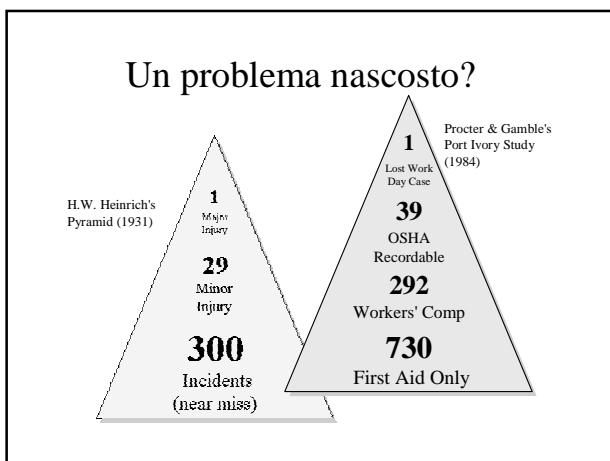 Un problema nascosto?
H.W. Heinrich's
Pyramid (1931)
1
Major
Injury
29
Minor
Injury
300
Incidents
(near miss)
Procter & Gamble's
Port Ivory Study
(1984)
1
Lost Work
Day Case
39
OSHA
Recordable
292
Workers' Comp
730
First Aid Only